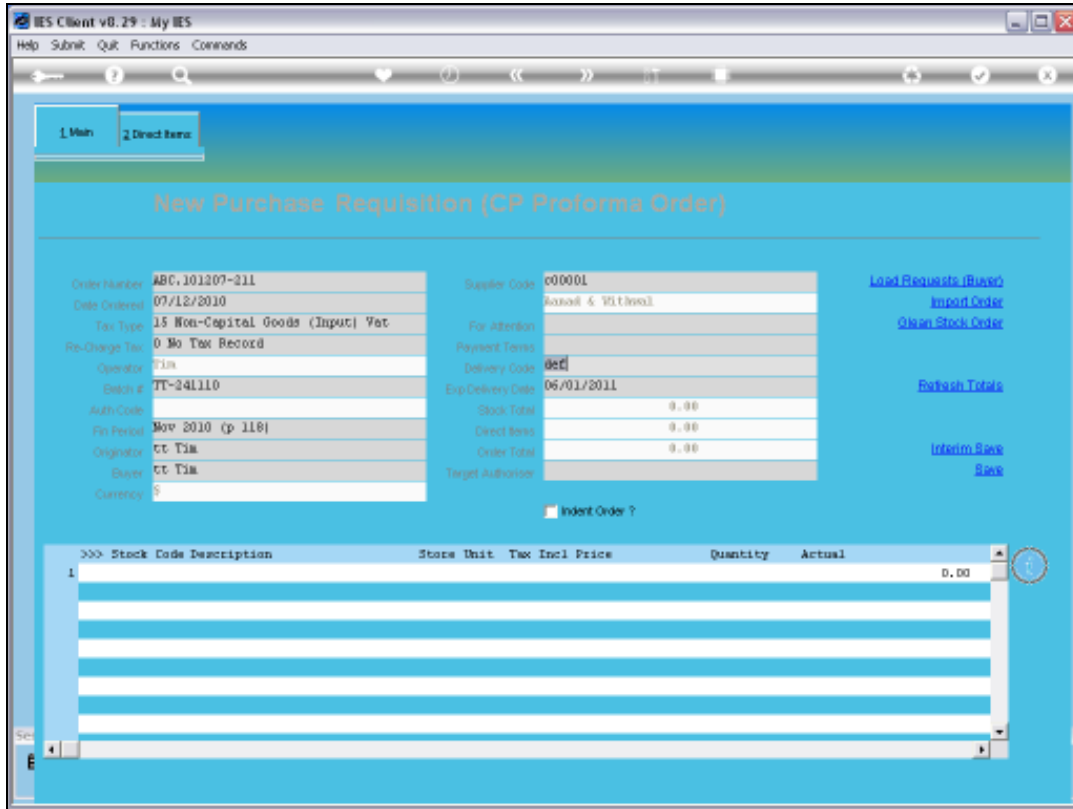 IES Client v8.29 : My IES
Help Submit Quit Functions Commands
1 Main
2 Direct Items
New Purchase Requisition (CP Proforma Order)
Order Number ABC.101207-211
Supplier Code c00001
Load Requests (Buyer)
Date Ordered 07/12/2010
Import Order
Tax Type 15 Non-Capital Goods (Input) Vat
For Attention
Clean Stock Order
Re-Charge Tax 0 No Tax Record
Payment Terms
Operator Tim
Delivery Code def
Batch # TT-241110
Exp Delivery Date 06/01/2011
Refresh Totals
Auth Code
Stock Total 0.00
Fin Period Nov 2010 (p 118)
Direct Items 0.00
Originator tt Tim
Order Total 0.00
Interim Save
Buyer tt Tim
Target Authoriser
Save
Currency $
Indent Order ?
>>> Stock Code Description Store Unit Tax Incl Price Quantity Actual
1 0.00